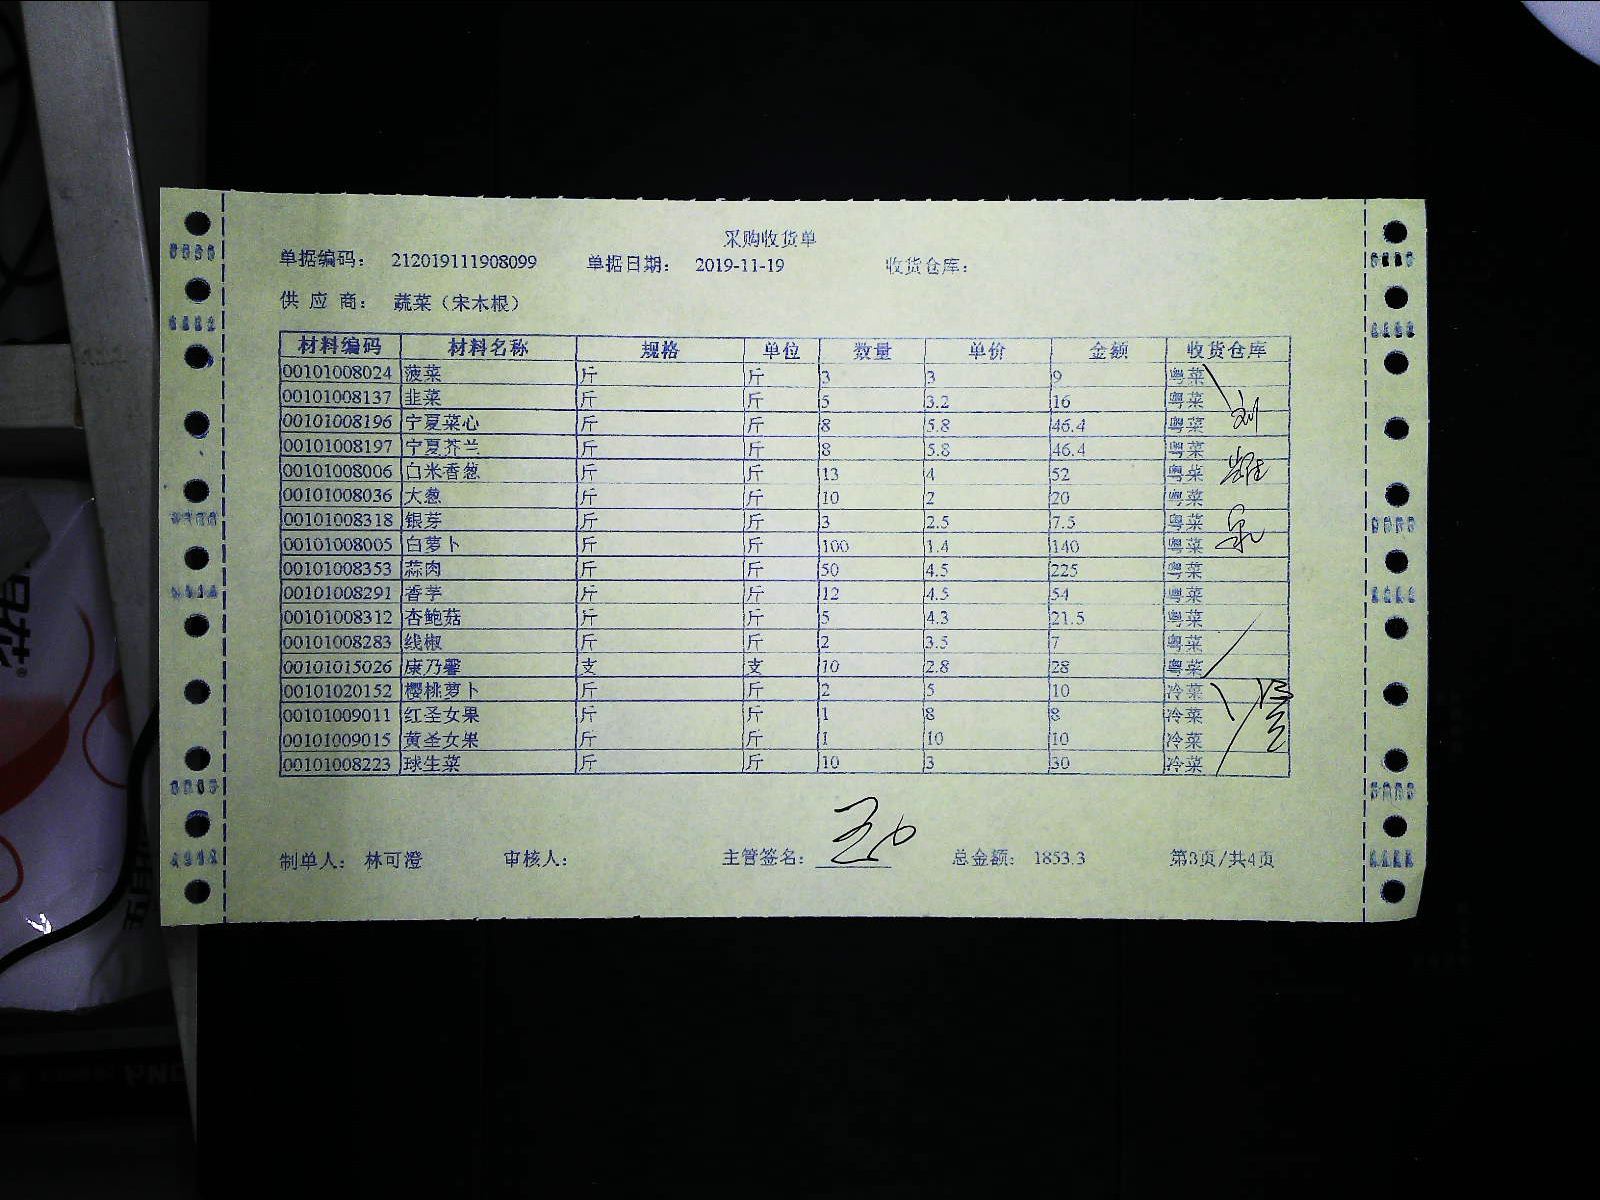 采购收货单
单据编码： 212019111908099 单据日期： 2019-11-19 收货仓库：
供 应 商： 蔬菜（宋木根）
材料编码 材料名称 规格 单位 数量 单价 金额 收货仓库
00101008024 菠菜 斤 斤 3 3 9 粤菜
00101008137 韭菜 斤 斤 5 3.2 16 粤菜
00101008196 宁夏菜心 斤 斤 8 5.8 46.4 粤菜
00101008197 宁夏芥兰 斤 斤 8 5.8 46.4 粤菜
00101008006 白米香葱 斤 斤 13 4 52 粤菜
00101008036 大葱 斤 斤 10 2 20 粤菜
00101008318 银芽 斤 斤 3 2.5 7.5 粤菜
00101008005 白萝卜 斤 斤 100 1.4 140 粤菜
00101008353 蒜肉 斤 斤 50 4.5 225 粤菜
00101008291 香芋 斤 斤 12 4.5 54 粤菜
00101008312 杏鲍菇 斤 斤 5 4.3 21.5 粤菜
00101008283 线椒 斤 斤 2 3.5 7 粤菜
00101015026 康乃馨 支 支 10 2.8 28 粤菜
00101020152 樱桃萝卜 斤 斤 2 5 10 冷菜
00101009011 红圣女果 斤 斤 1 8 8 冷菜
00101009015 黄圣女果 斤 斤 1 10 10 冷菜
00101008223 球生菜 斤 斤 10 3 30 冷菜
制单人： 林可澄 审核人： 主管签名： 总金额： 1853.3 第3页/共4页